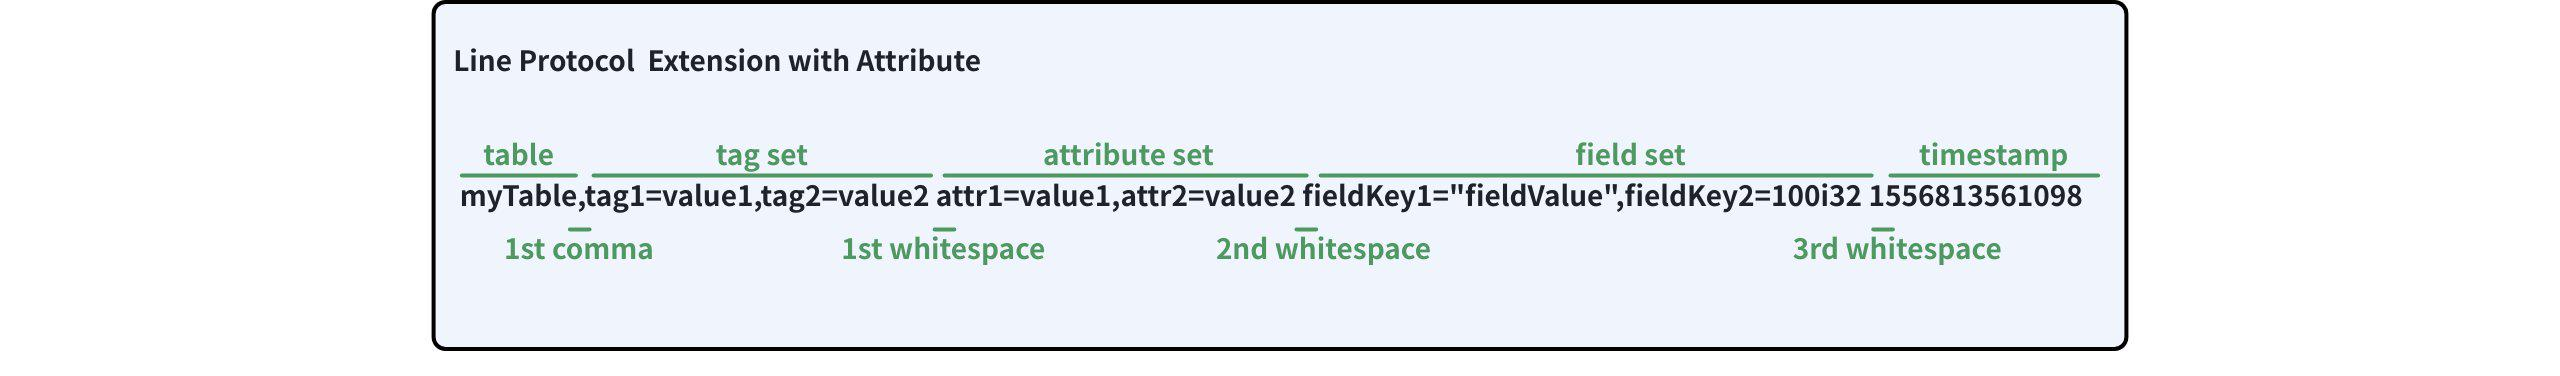 Line Protocol  Extension with Attribute
table tag set attribute set field set timestamp
myTable,tag1=value1,tag2=value2 attr1=value1,attr2=value2 fieldKey1="fieldValue",fieldKey2=100i32 1556813561098
1st comma 1st whitespace 2nd whitespace 3rd whitespace